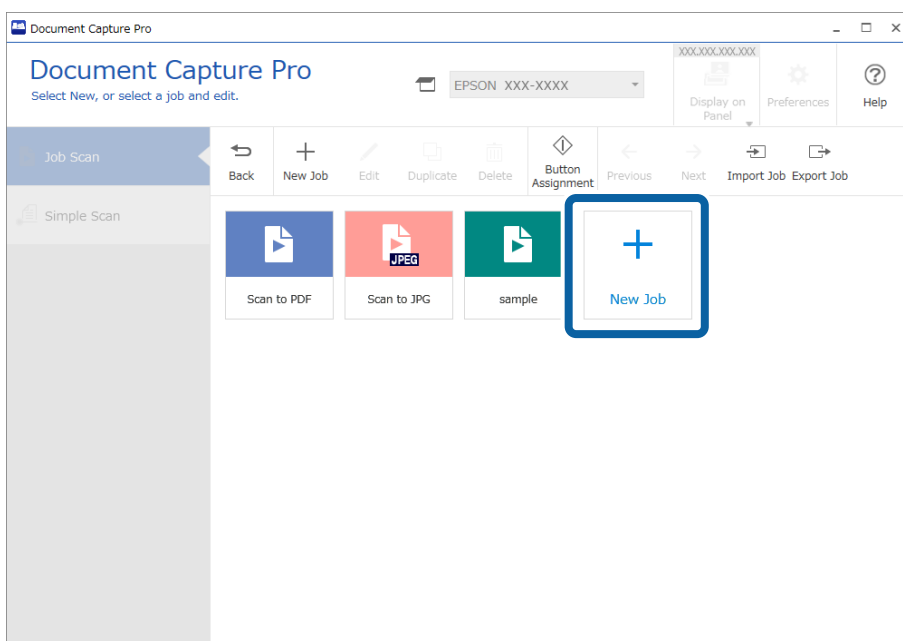 Document Capture Pro
Document Capture Pro
Select New, or select a job and edit.
EPSON XXX-XXXX
XXX.XXX.XXX.XXX
Display on
Panel
Preferences
Help
Job Scan
Simple Scan
Back
New Job
Edit
Duplicate
Delete
Button
Assignment
Previous
Next
Import Job
Export Job
Scan to PDF
JPEG
Scan to JPG
sample
New Job